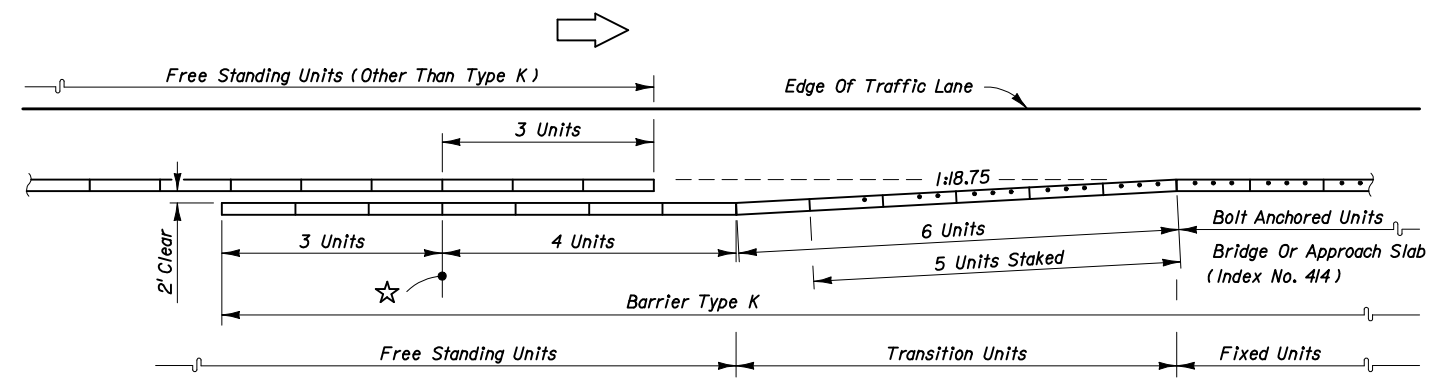 Free Standing Units (Other Than Type K)
Edge Of Traffic Lane
3 Units
1:18.75
2' Clear
3 Units
4 Units
6 Units
5 Units Staked
Bolt Anchored Units
Bridge Or Approach Slab
(Index No. 414)
Barrier Type K
Free Standing Units
Transition Units
Fixed Units